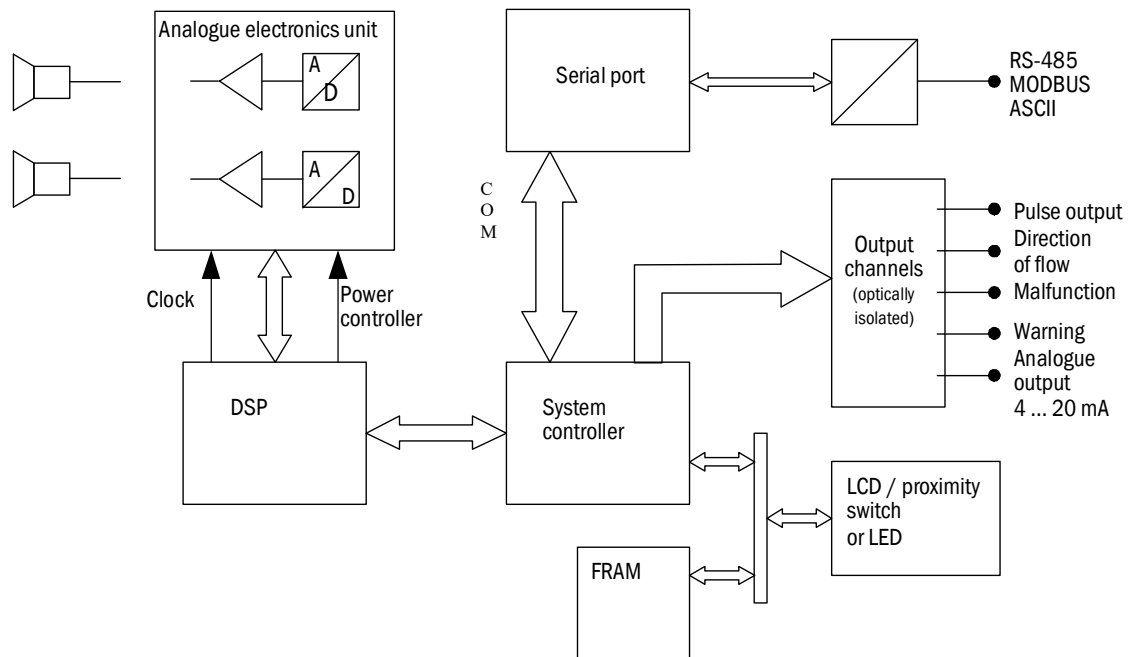 Analogue electronics unit
A
D
A
D
Clock
Power
controller
DSP
Serial port
C
O
M
System
controller
RS-485
MODBUS
ASCII
Output
channels
(optically
isolated)
Pulse output
Direction
of flow
Malfunction
Warning
Analogue
output
4 ... 20 mA
LCD / proximity
switch
or LED
FRAM